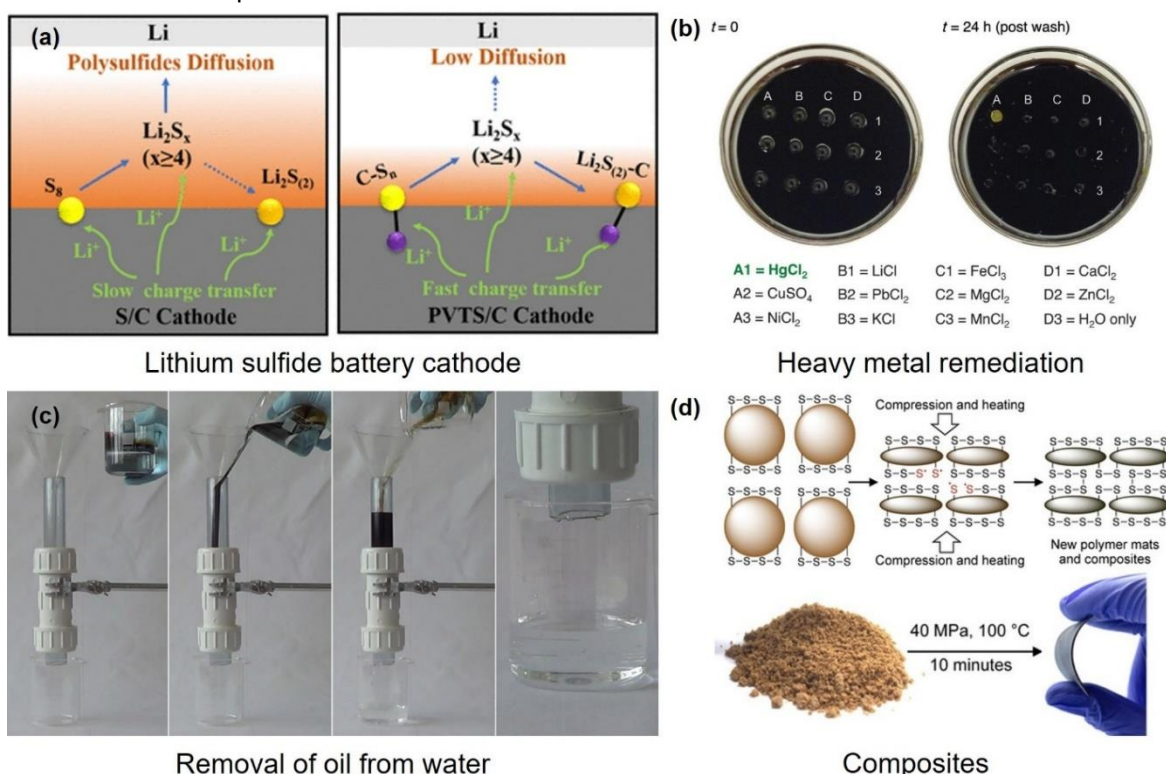 (a)
Li
Polysulfides Diffusion
Li₂Sₓ
(x≥4)
S₈
Li₂S₍₂₎
Li⁺
Li⁺
Li⁺
Slow charge transfer
S/C Cathode
Li
Low Diffusion
Li₂Sₓ
(x≥4)
C-Sₙ
Li₂S₍₂₎-C
Li⁺
Li⁺
Li⁺
Fast charge transfer
PVTS/C Cathode
Lithium sulfide battery cathode
(b)
t = 0
t = 24 h (post wash)
A B C D
1
2
3
A B C D
1
2
3
A1 = HgCl₂ B1 = LiCl C1 = FeCl₃ D1 = CaCl₂
A2 = CuSO₄ B2 = PbCl₂ C2 = MgCl₂ D2 = ZnCl₂
A3 = NiCl₂ B3 = KCl C3 = MnCl₂ D3 = H₂O only
Heavy metal remediation
(c)
Removal of oil from water
(d)
S-S-S-S S-S-S-S
S-S-S-S S-S-S-S
S-S-S-S S-S-S-S
S-S-S-S S-S-S-S
Compression and heating
S-S-S-S S-S-S-S
S-S-S• S•
•S •S-S-S
S-S-S-S S-S-S-S
Compression and heating
S-S-S-S S-S-S-S
S-S-S-S-S-S-S
S-S-S-S-S-S-S
S-S-S-S S-S-S-S
New polymer mats
and composites
40 MPa, 100 °C
10 minutes
Composites